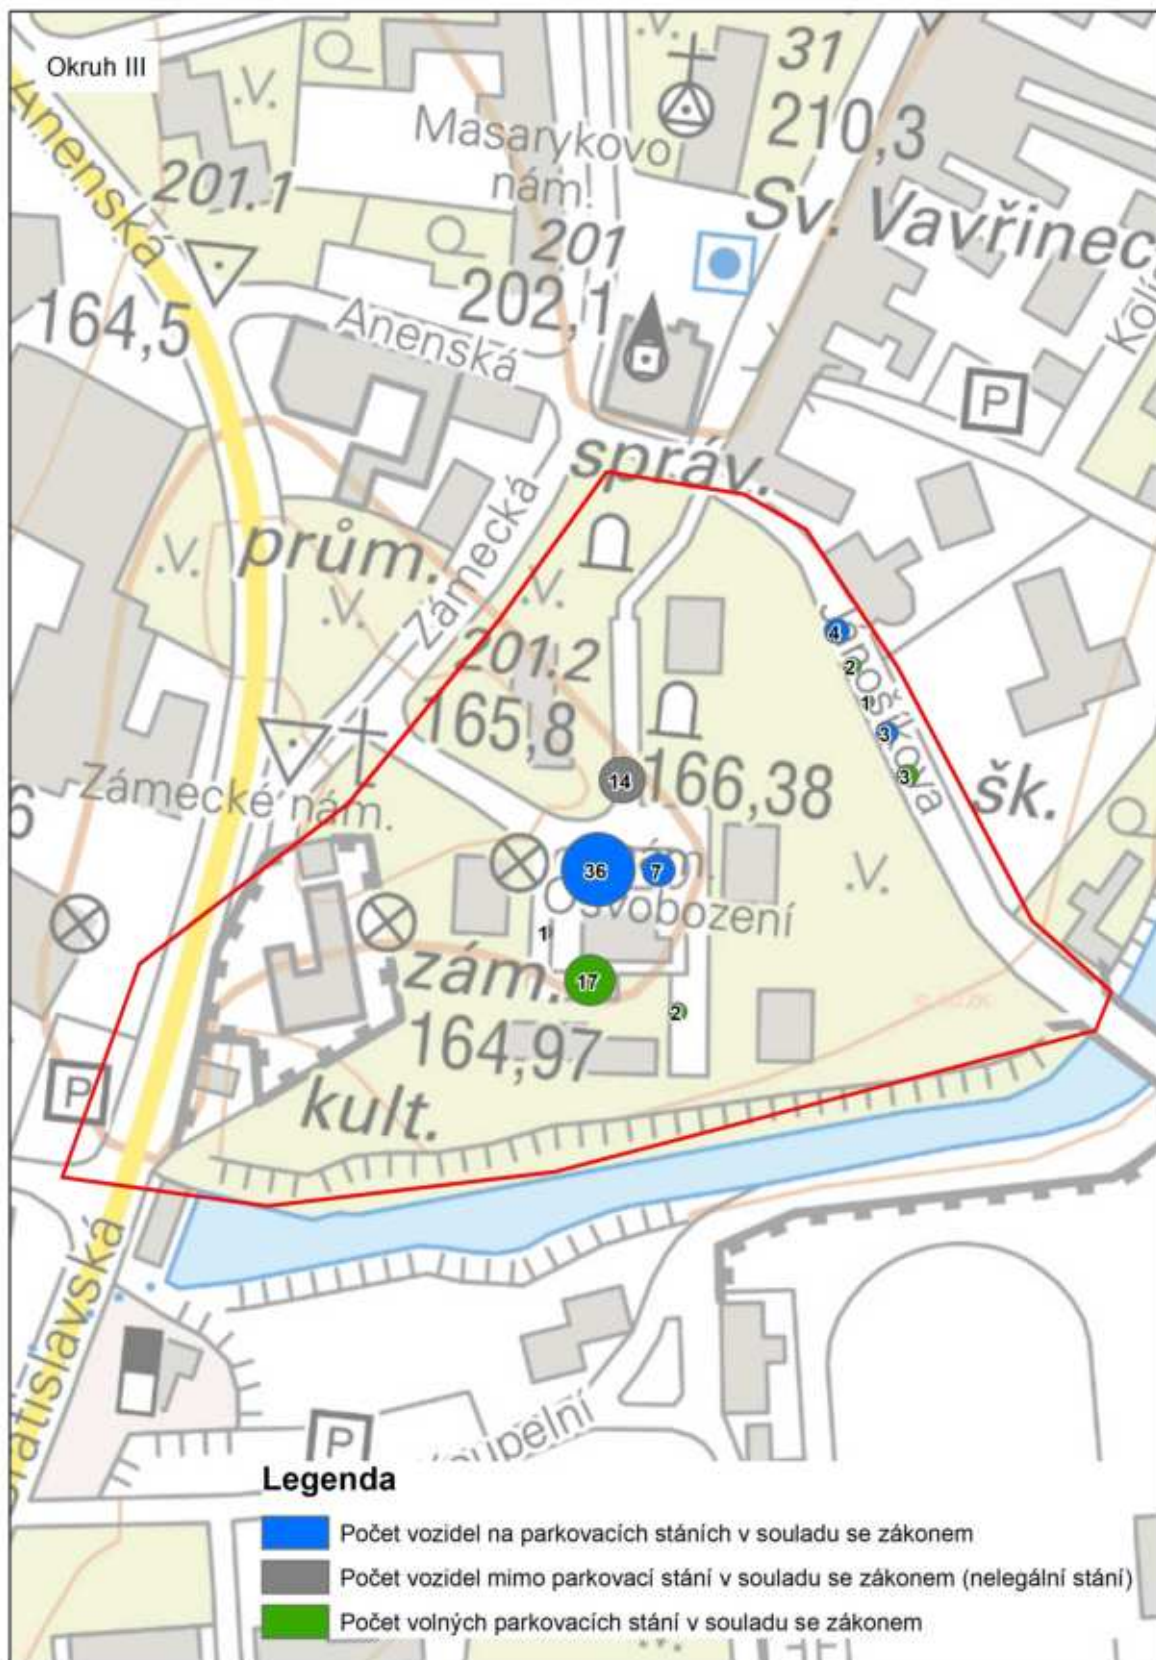 Okruh III
Anenská
.V.
31
Masarykovo
nám.
210,3
201.1
201
Sv. Vavřinec
202,1
164,5
Anenská
P
správ.
prům.
.V.
.V.
Zámecká
.V.
201.2
165,8
4
2
1
3
3
Janošíkova
14
166,38
šk.
Zámecké nám.
6
36
7
Osvobození
.V.
1
zám.
17
2
164,97
P
kult.
P
Legenda
Počet vozidel na parkovacích stáních v souladu se zákonem
Počet vozidel mimo parkovací stání v souladu se zákonem (nelegální stání)
Počet volných parkovacích stání v souladu se zákonem